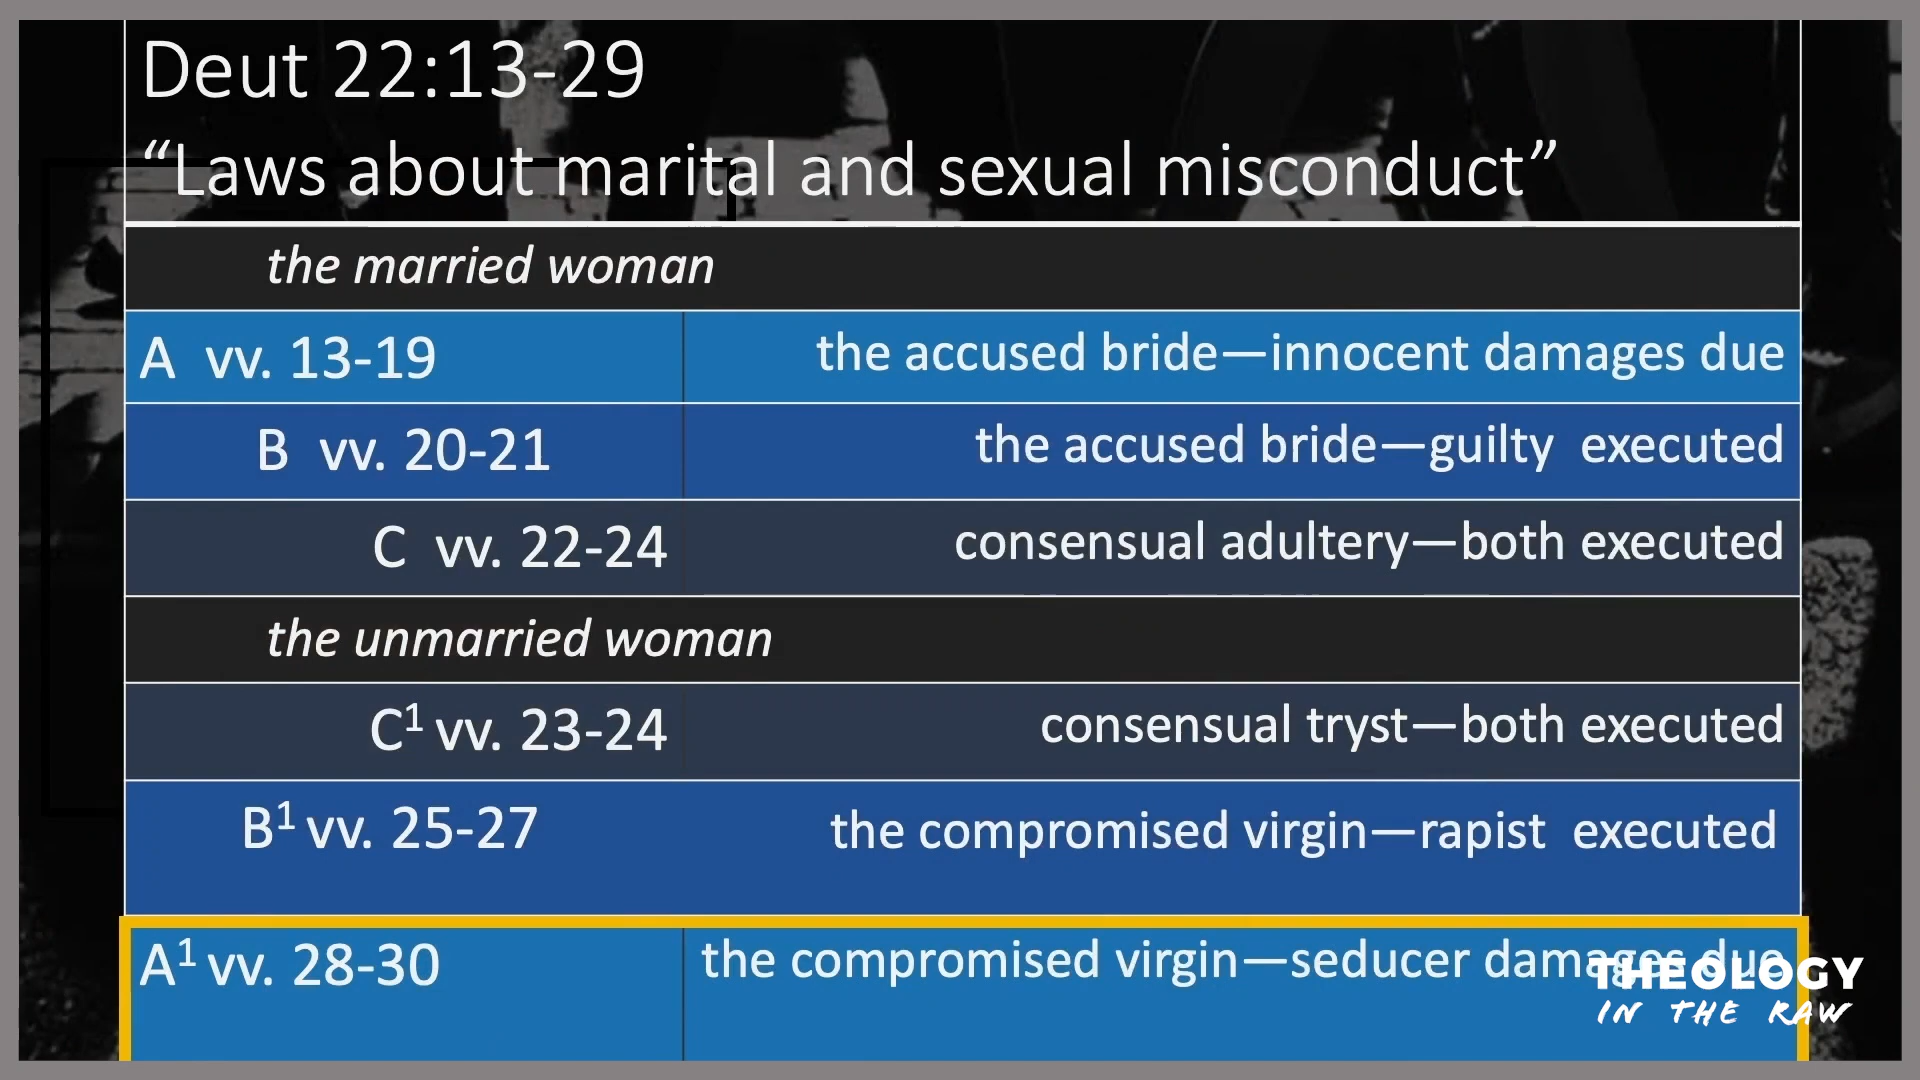 Deut 22:13-29
“Laws about marital and sexual misconduct”
the married woman
A vv. 13-19 the accused bride—innocent damages due
B vv. 20-21 the accused bride—guilty executed
C vv. 22-24 consensual adultery—both executed
the unmarried woman
C¹ vv. 23-24 consensual tryst—both executed
B¹ vv. 25-27 the compromised virgin—rapist executed
A¹ vv. 28-30 the compromised virgin—seducer damages due
THEOLOGY
IN THE RAW